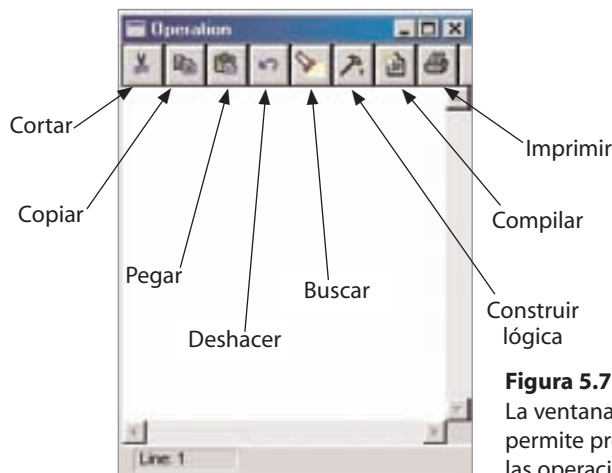 Operation
Cortar
Imprimir
Copiar
Compilar
Pegar
Buscar
Construir
lógica
Deshacer
Figura 5.7
La ventana
permite
las operaci
Line: 1